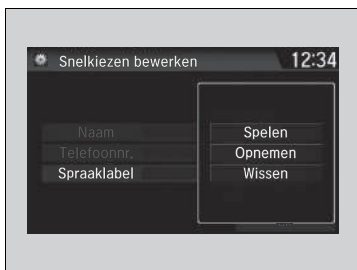 Snelkiezen bewerken 12:34
Naam
Telefoonnr.
Spraaklabel
Spelen
Opnemen
Wissen